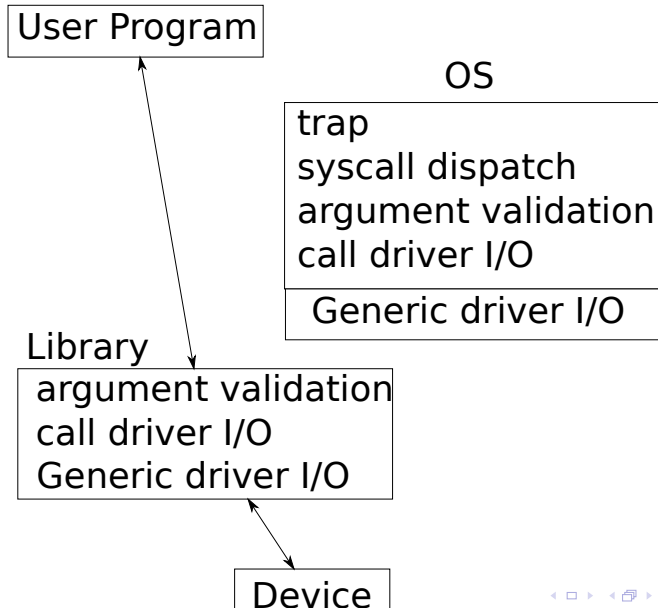 User Program
OS
trap
syscall dispatch
argument validation
call driver I/O
Generic driver I/O
Library
argument validation
call driver I/O
Generic driver I/O
Device